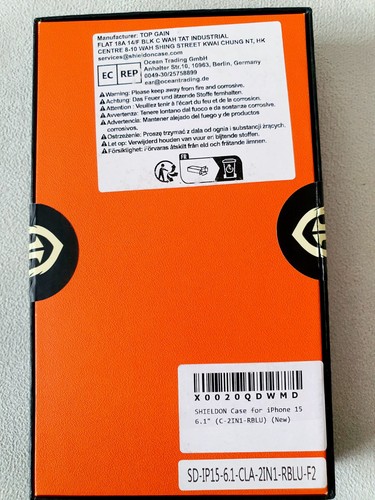 Manufacturer: TOP GAIN
FLAT 18A 14/F BLK C WAH TAT INDUSTRIAL
CENTRE 8-10 WAH SHING STREET KWAI CHUNG NT, HK
services@shieldoncase.com
EC REP
Ocean Trading GmbH
Anhalter Str.10, 10963, Berlin, Germany
0049-30/25758899
ear@oceantrading.de
Warning: Please keep away from fire and corrosive.
Achtung: Das Feuer und ätzende Stoffe fernhalten.
Attention : Veuillez tenir à l'écart du feu et des corrosifs.
Avvertenza: Tenere lontano dal fuoco e da sostanze corrosive.
Advertencia: Mantener alejado del fuego y de productos
corrosivos.
Ostrzeżenie: Proszę trzymać z dala od ognia i substancji żrących.
Let op: Verwijderd houden van vuur en bijtende stoffen.
Försiktighet: Förvaras åtskilt från eld och frätande ämnen.
FR
X0020QDWMD
SHIELDON Case for iPhone 15
6.1" (C-2IN1-RBLU) (New)
SD-IP15-6.1-CLA-2IN1-RBLU-F2